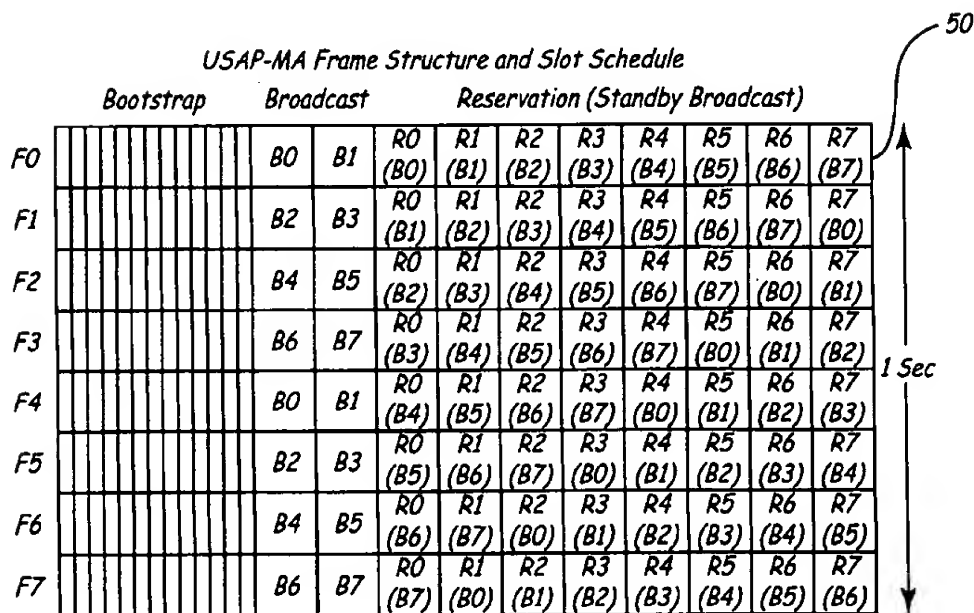 50
USAP-MA Frame Structure and Slot Schedule
Bootstrap Broadcast Reservation (Standby Broadcast)
F0 B0 B1 R0 R1 R2 R3 R4 R5 R6 R7
(B0) (B1) (B2) (B3) (B4) (B5) (B6) (B7)
F1 B2 B3 R0 R1 R2 R3 R4 R5 R6 R7
(B1) (B2) (B3) (B4) (B5) (B6) (B7) (B0)
F2 B4 B5 R0 R1 R2 R3 R4 R5 R6 R7
(B2) (B3) (B4) (B5) (B6) (B7) (B0) (B1)
F3 B6 B7 R0 R1 R2 R3 R4 R5 R6 R7
(B3) (B4) (B5) (B6) (B7) (B0) (B1) (B2)
1 Sec
F4 B0 B1 R0 R1 R2 R3 R4 R5 R6 R7
(B4) (B5) (B6) (B7) (B0) (B1) (B2) (B3)
F5 B2 B3 R0 R1 R2 R3 R4 R5 R6 R7
(B5) (B6) (B7) (B0) (B1) (B2) (B3) (B4)
F6 B4 B5 R0 R1 R2 R3 R4 R5 R6 R7
(B6) (B7) (B0) (B1) (B2) (B3) (B4) (B5)
F7 B6 B7 R0 R1 R2 R3 R4 R5 R6 R7
(B7) (B0) (B1) (B2) (B3) (B4) (B5) (B6)